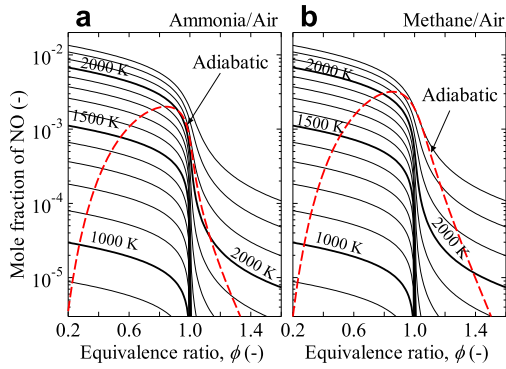 a Ammonia/Air
b Methane/Air
Mole fraction of NO (-)
10⁻²
10⁻³
10⁻⁴
10⁻⁵
2000 K
1500 K
1000 K
2000 K
Adiabatic
2000 K
1500 K
1000 K
2000 K
Adiabatic
0.2 0.6 1.0 1.4
0.2 0.6 1.0 1.4
Equivalence ratio, ϕ (-)
Equivalence ratio, ϕ (-)